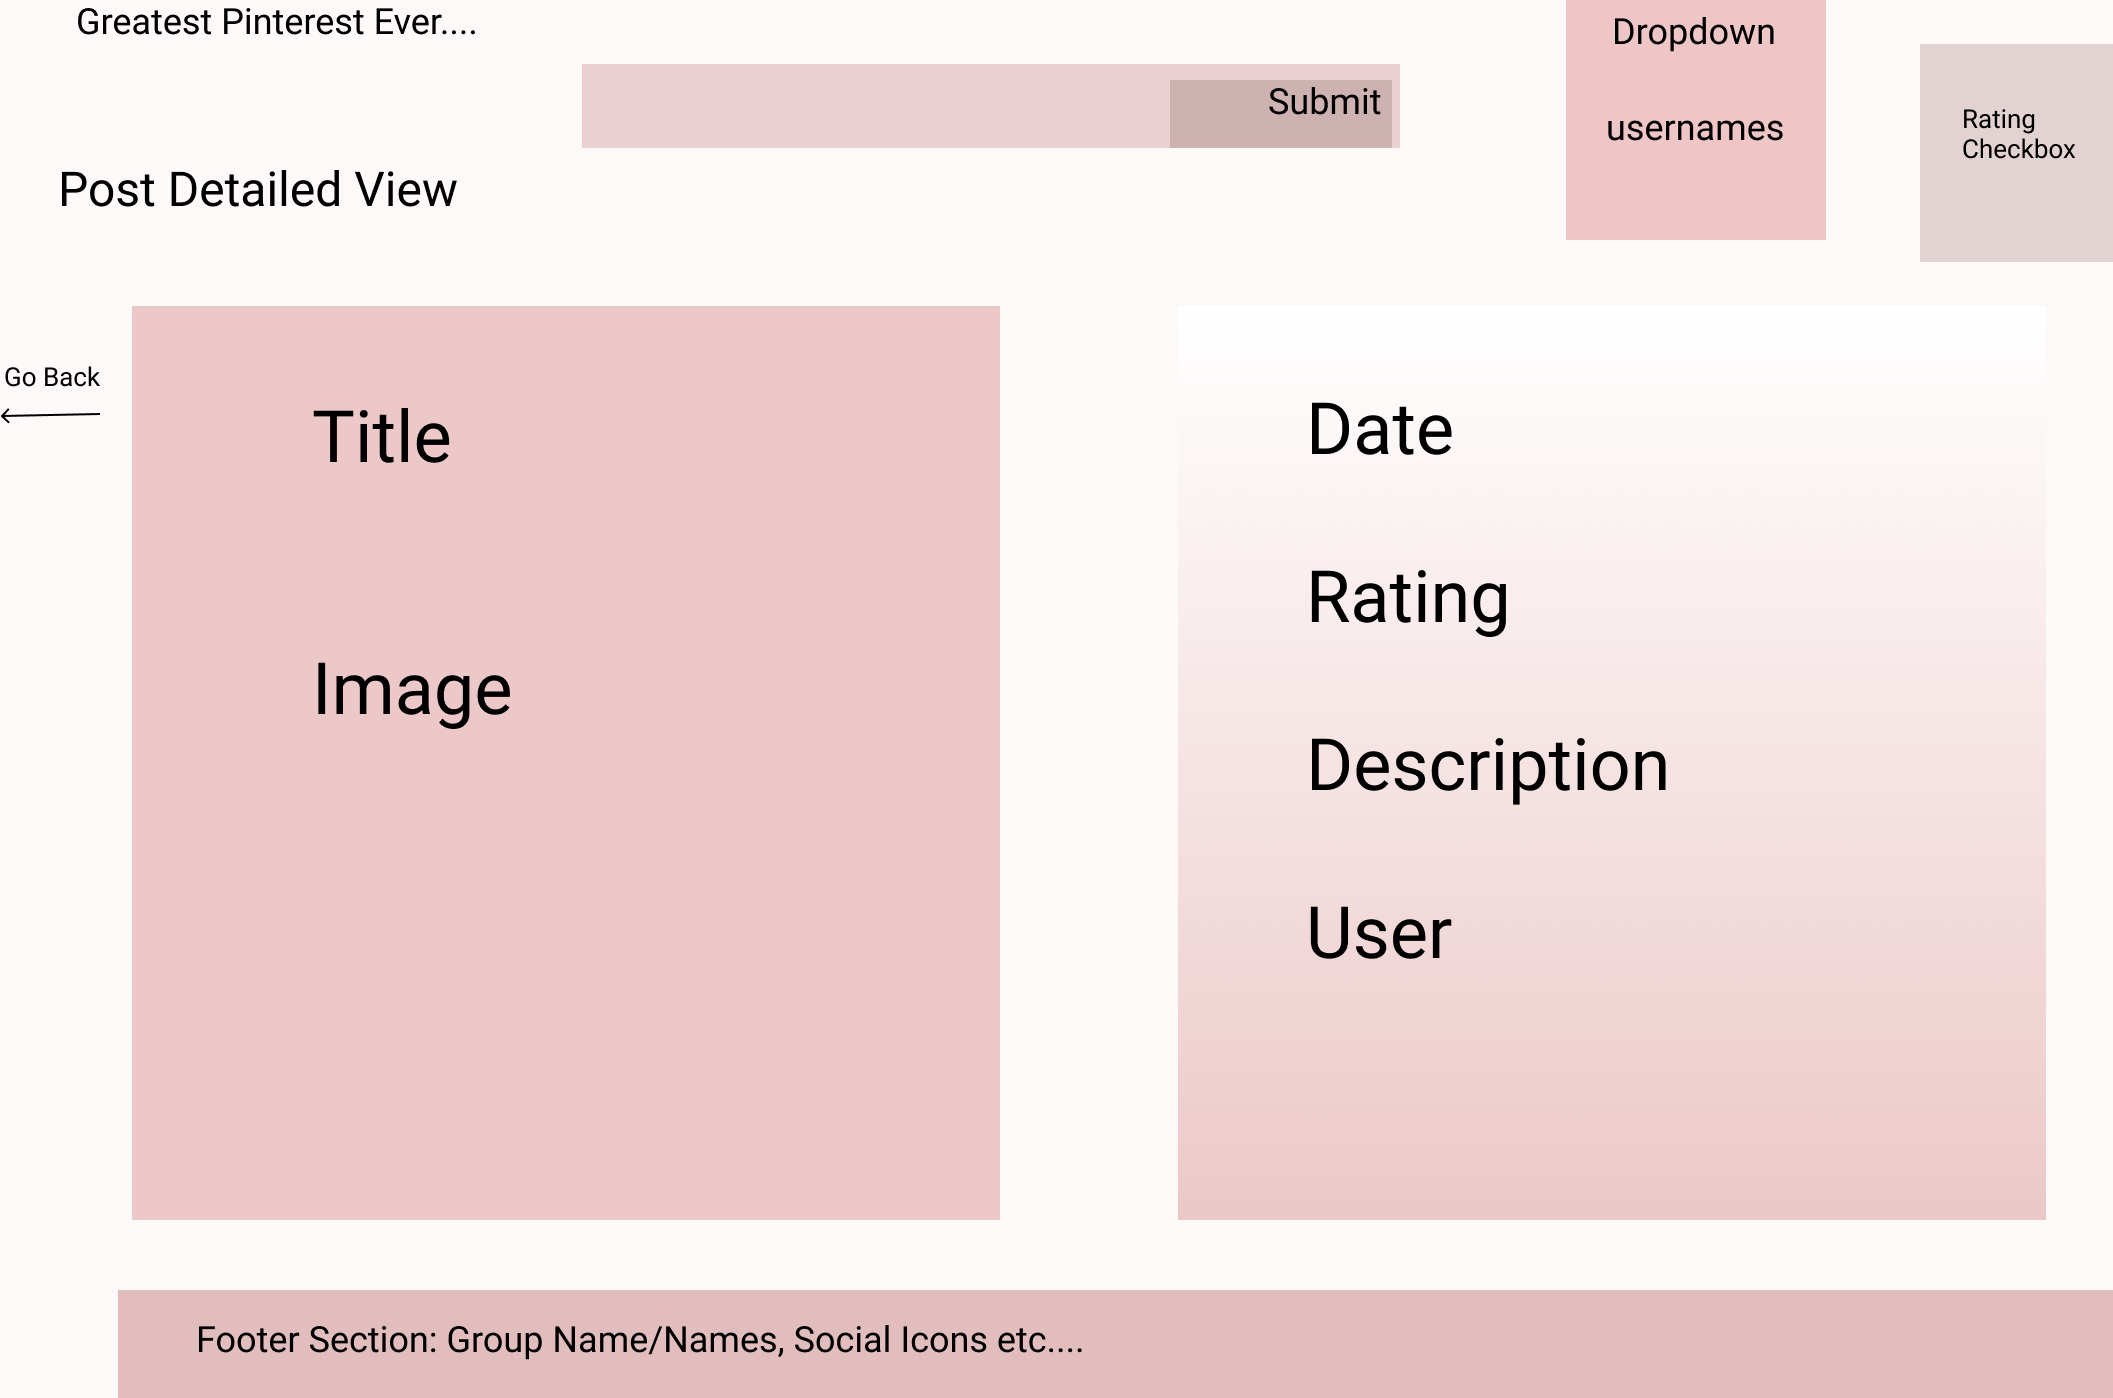 Greatest Pinterest Ever....
Submit
Dropdown
usernames
Rating
Checkbox
Post Detailed View
Go Back
Title
Image
Date
Rating
Description
User
Footer Section: Group Name/Names, Social Icons etc....